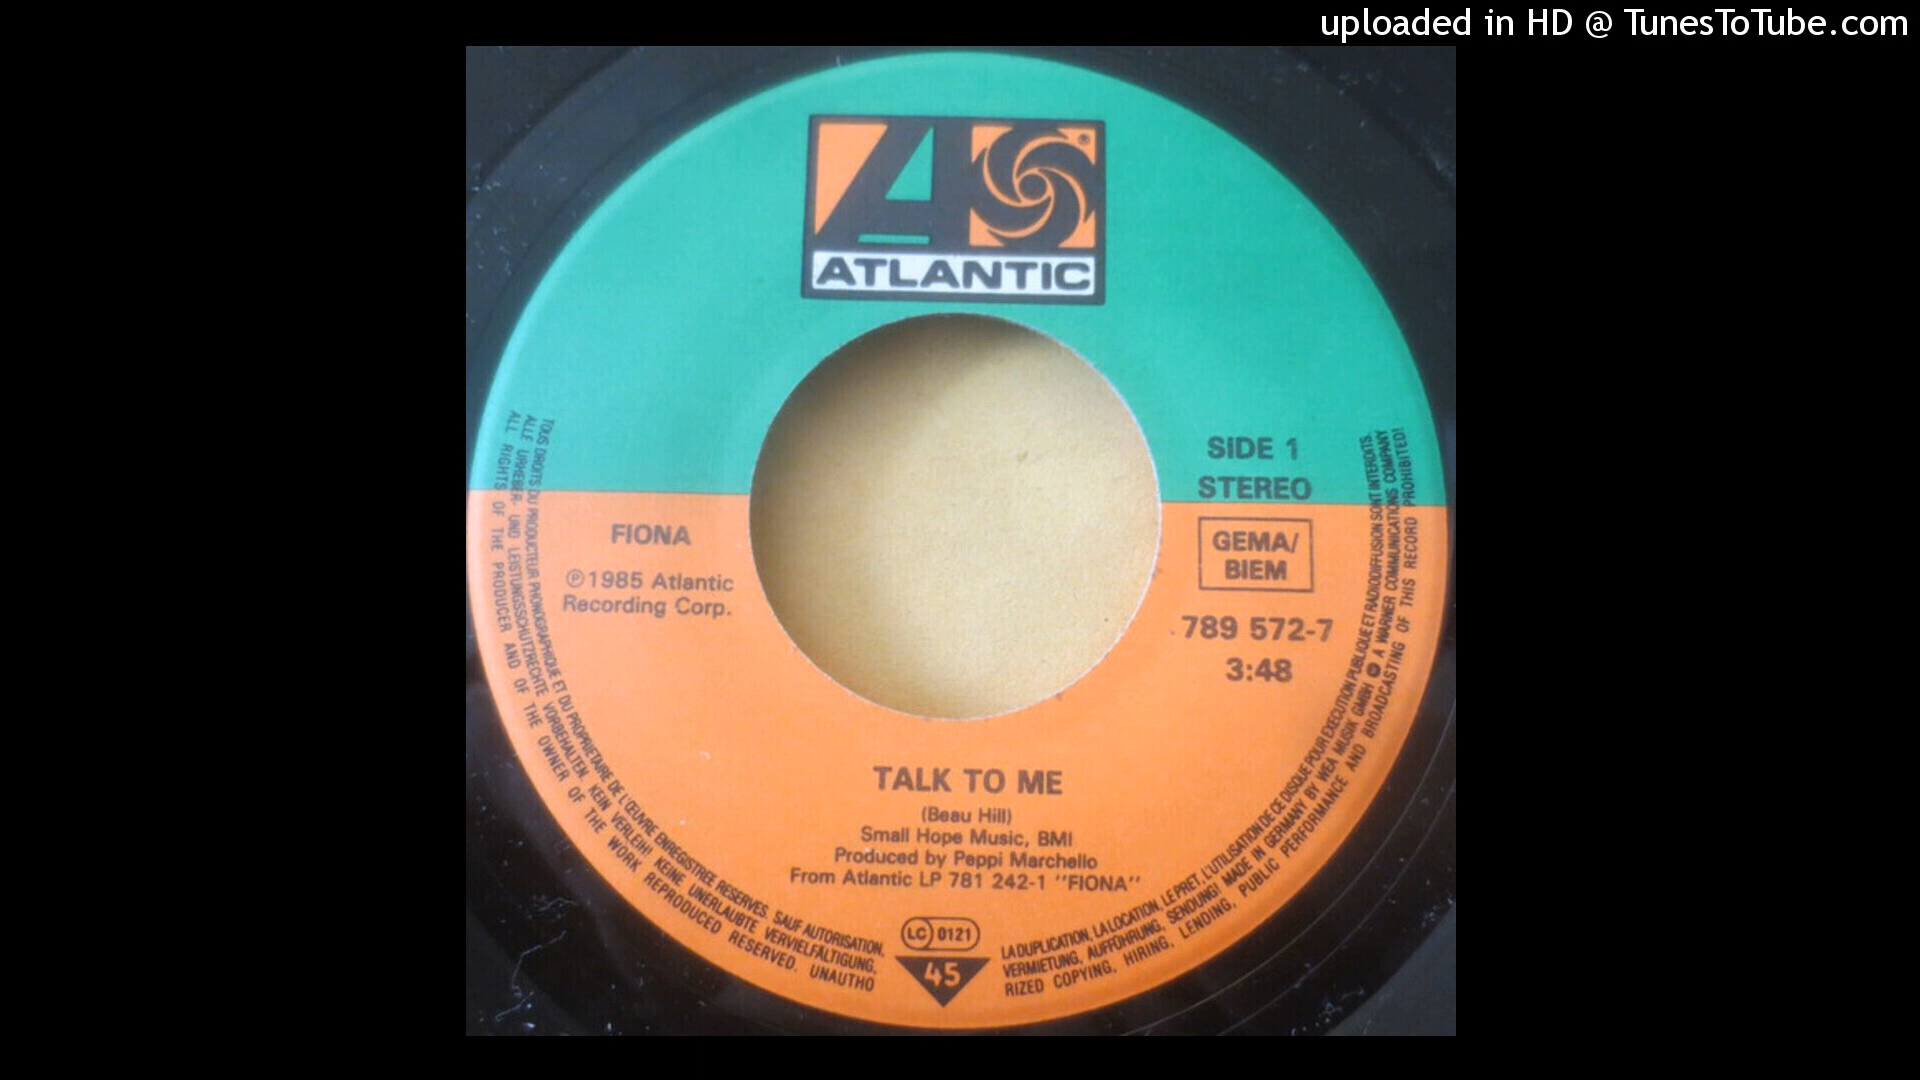 uploaded in HD @ TunesToTube.com
A
®
ATLANTIC
SIDE 1
STEREO
FIONA
℗1985 Atlantic
Recording Corp.
GEMA/
BIEM
789 572-7
3:48
TALK TO ME
(Beau Hill)
Small Hope Music, BMI
Produced by Peppi Marchello
From Atlantic LP 781 242-1 "FIONA"
LC 0121
45
TOUS DROITS DU PRODUCTEUR PHONOGRAPHIQUE ET DU PROPRIETAIRE DE L'ŒUVRE ENREGISTREE RESERVES. SAUF AUTORISATION,
LA DUPLICATION, LA LOCATION, LE PRET, L'UTILISATION DE CE DISQUE POUR EXECUTION PUBLIQUE ET RADIODIFFUSION SONT INTERDITS.
ALLE URHEBER- UND LEISTUNGSSCHUTZRECHTE VORBEHALTEN. KEIN VERLEIH! KEINE UNERLAUBTE VERVIELFÄLTIGUNG,
VERMIETUNG, AUFFÜHRUNG, SENDUNG! MADE IN GERMANY BY WEA MUSIK GMBH A WARNER COMMUNICATIONS COMPANY
ALL RIGHTS OF THE PRODUCER AND OF THE OWNER OF THE WORK REPRODUCED RESERVED. UNAUTHO
RIZED COPYING, HIRING, LENDING, PUBLIC PERFORMANCE AND BROADCASTING OF THIS RECORD PROHIBITED!